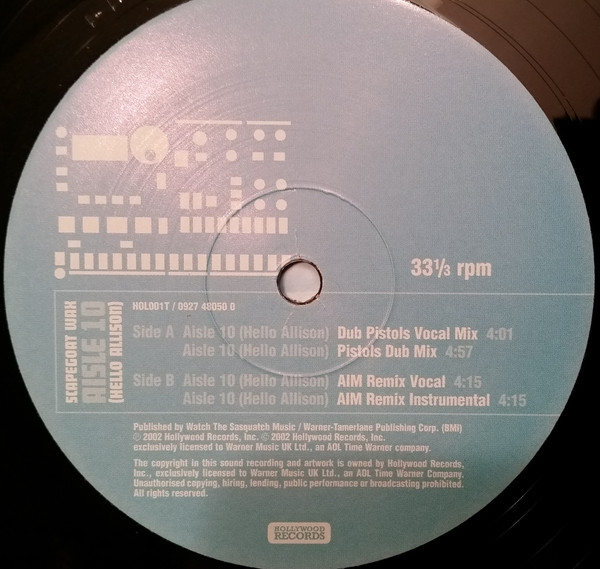 33⅓ rpm
SCAPEGOAT WAX
AISLE 10
(HELLO ALLISON)
HOL001T / 0927 48050 0
Side A Aisle 10 (Hello Allison) Dub Pistols Vocal Mix 4:01
Aisle 10 (Hello Allison) Pistols Dub Mix 4:57
Side B Aisle 10 (Hello Allison) AIM Remix Vocal 4:15
Aisle 10 (Hello Allison) AIM Remix Instrumental 4:15
Published by Watch The Sasquatch Music / Warner-Tamerlane Publishing Corp. (BMI)
© 2002 Hollywood Records, Inc. © 2002 Hollywood Records, Inc.
exclusively licensed to Warner Music UK Ltd., an AOL Time Warner company.
The copyright in this sound recording and artwork is owned by Hollywood Records,
Inc., exclusively licensed to Warner Music UK Ltd., an AOL Time Warner Company.
Unauthorised copying, hiring, lending, public performance or broadcasting prohibited.
All rights reserved.
HOLLYWOOD
RECORDS